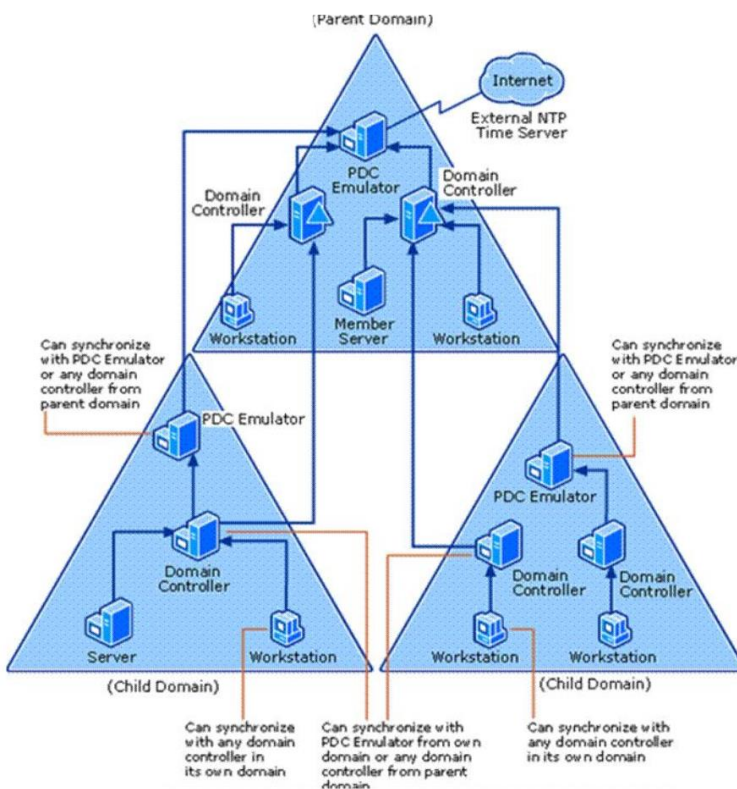 (Parent Domain)
Internet
External NTP
Time Server
PDC
Emulator
Domain
Controller
Domain
Controller
Workstation
Member
Server
Workstation
Can synchronize
with PDC Emulator
or any domain
controller from
parent domain
Can synchronize
with PDC Emulator
or any domain
controller from
parent domain
PDC Emulator
Domain
Controller
Server
Workstation
(Child Domain)
PDC Emulator
Domain
Controller
Domain
Controller
Workstation
Workstation
(Child Domain)
Can synchronize
with any domain
controller in
its own domain
Can synchronize with
PDC Emulator from own
domain or any domain
controller from parent
domain
Can synchronize with
any domain controller
in its own domain